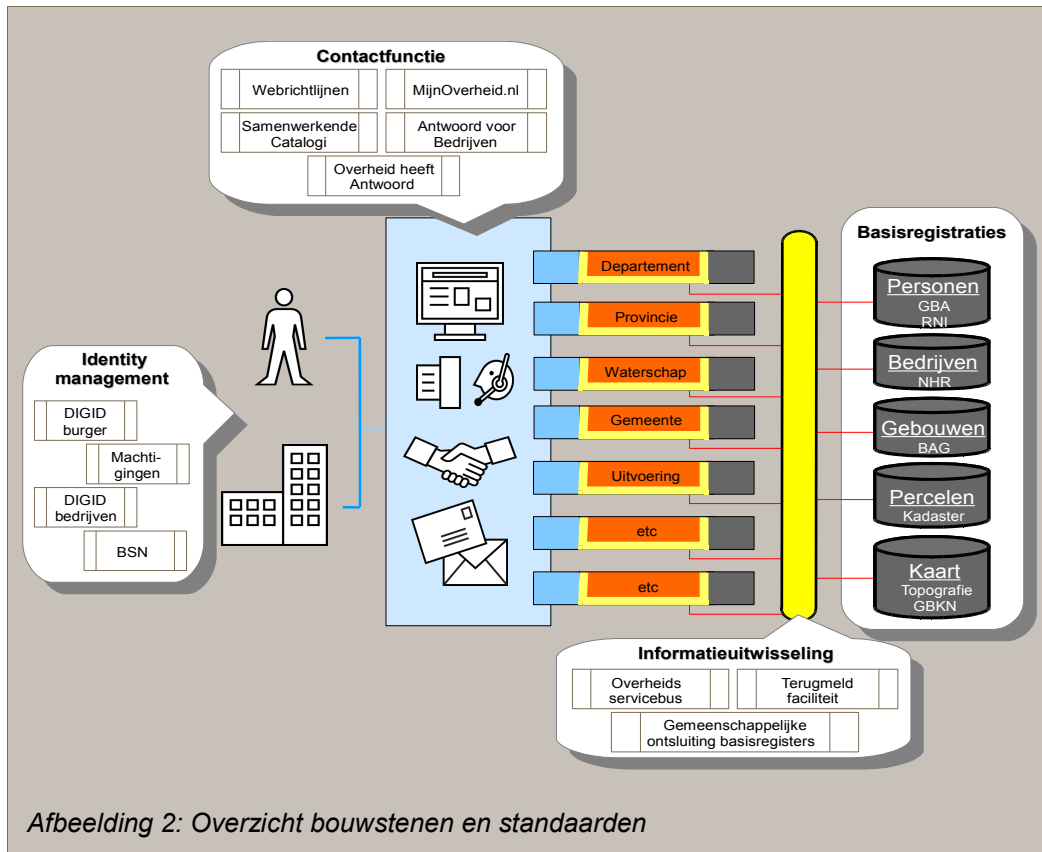 Contactfunctie
Webrichtlijnen
MijnOverheid.nl
Samenwerkende
Catalogi
Antwoord voor
Bedrijven
Overheid heeft
Antwoord
Identity
management
DIGID
burger
Machti-
gingen
DIGID
bedrijven
BSN
Departement
Provincie
Waterschap
Gemeente
Uitvoering
etc
etc
Basisregistraties
Personen
GBA
RNI
Bedrijven
NHR
Gebouwen
BAG
Percelen
Kadaster
Kaart
Topografie
GBKN
Informatieuitwisseling
Overheids
servicebus
Terugmeld
faciliteit
Gemeenschappelijke
ontsluiting basisregisters
Afbeelding 2: Overzicht bouwstenen en standaarden